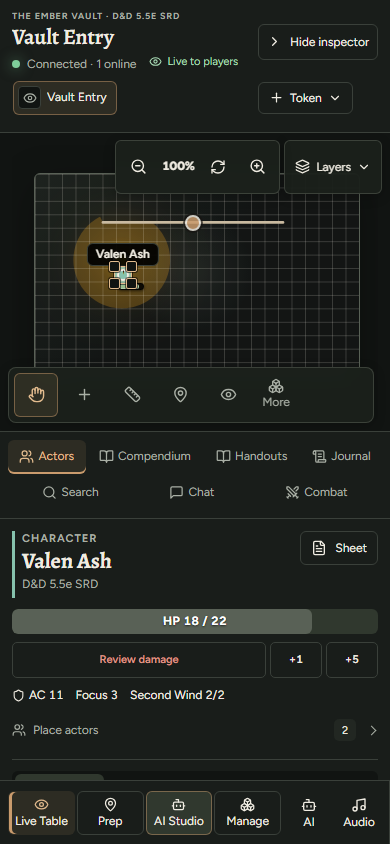 THE EMBER VAULT · D&D 5.5E SRD
Vault Entry
Connected · 1 online
Live to players
Hide inspector
Vault Entry
Token
100%
Layers
Valen Ash
More
Actors
Compendium
Handouts
Journal
Search
Chat
Combat
CHARACTER
Valen Ash
D&D 5.5e SRD
Sheet
HP 18 / 22
Review damage
+1
+5
AC 11 Focus 3 Second Wind 2/2
Place actors
2
Live Table
Prep
AI Studio
Manage
AI
Audio